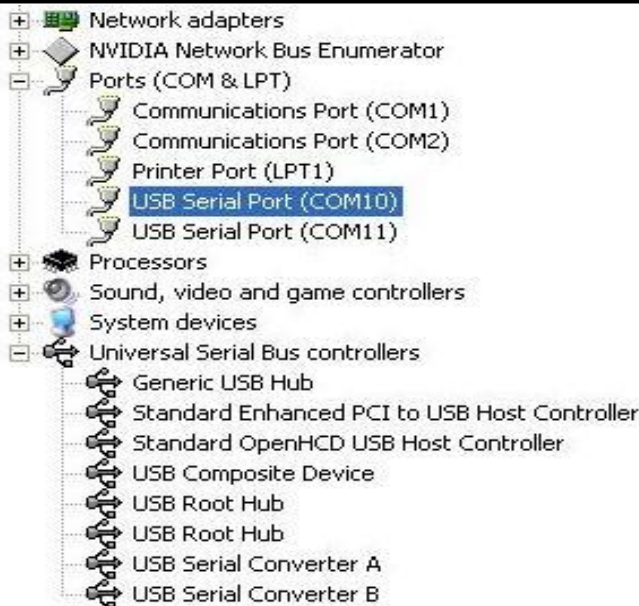 Network adapters
NVIDIA Network Bus Enumerator
Ports (COM & LPT)
Communications Port (COM1)
Communications Port (COM2)
Printer Port (LPT1)
USB Serial Port (COM10)
USB Serial Port (COM11)
Processors
Sound, video and game controllers
System devices
Universal Serial Bus controllers
Generic USB Hub
Standard Enhanced PCI to USB Host Controller
Standard OpenHCD USB Host Controller
USB Composite Device
USB Root Hub
USB Root Hub
USB Serial Converter A
USB Serial Converter B